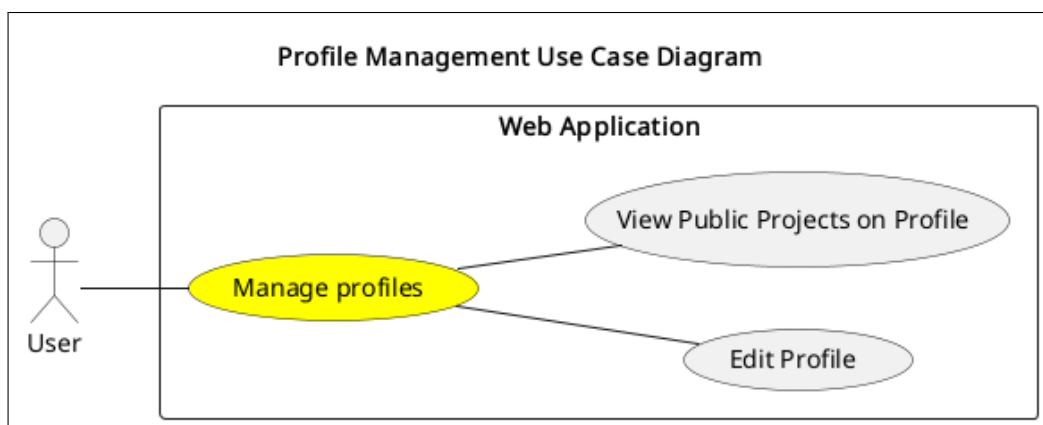 Profile Management Use Case Diagram
Web Application
View Public Projects on Profile
Manage profiles
User
Edit Profile